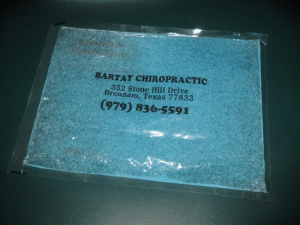 BARTAY CHIROPRACTIC
352 Stone Hill Drive
Brenham, Texas 77833
(979) 836-5591